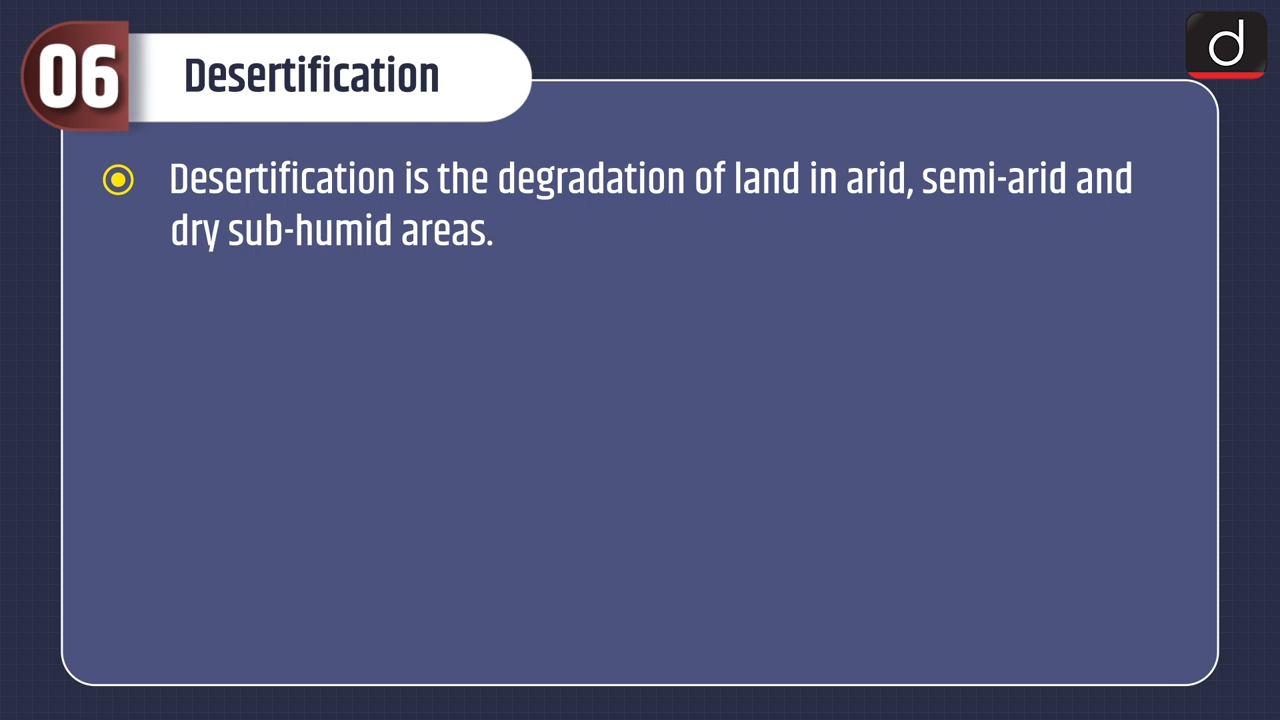 06
Desertification
d
Desertification is the degradation of land in arid, semi-arid and
dry sub-humid areas.